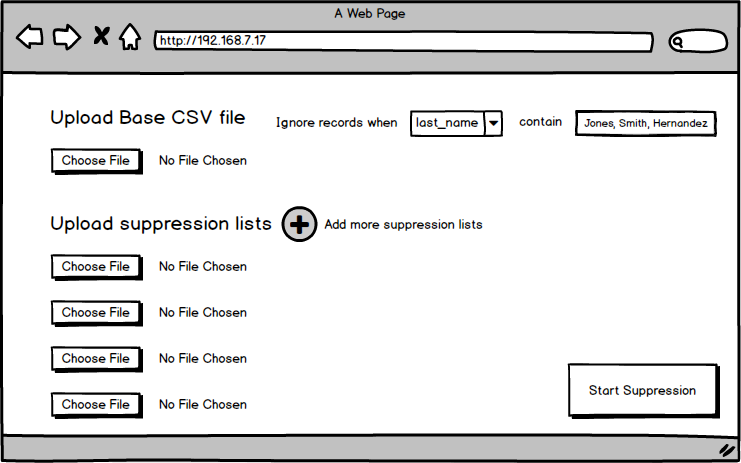 A Web Page
http://192.168.7.17
Upload Base CSV file
Ignore records when last_name contain Jones, Smith, Hernandez
Choose File No File Chosen
Upload suppression lists Add more suppression lists
Choose File No File Chosen
Choose File No File Chosen
Choose File No File Chosen
Start Suppression
Choose File No File Chosen